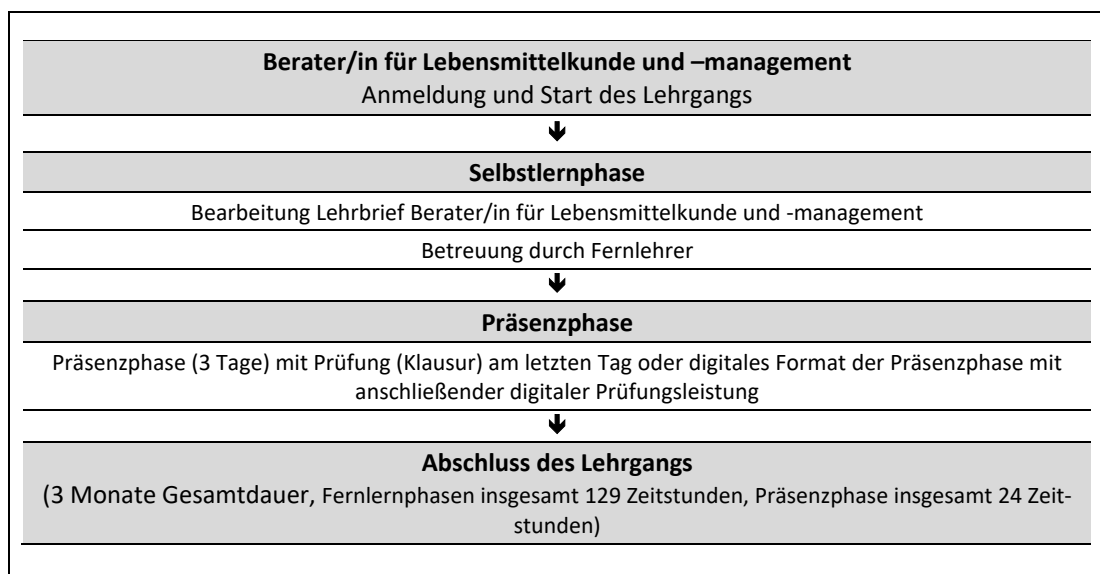 Berater/in für Lebensmittelkunde und –management
Anmeldung und Start des Lehrgangs
Selbstlernphase
Bearbeitung Lehrbrief Berater/in für Lebensmittelkunde und -management
Betreuung durch Fernlehrer
Präsenzphase
Präsenzphase (3 Tage) mit Prüfung (Klausur) am letzten Tag oder digitales Format der Präsenzphase mit
anschließender digitaler Prüfungsleistung
Abschluss des Lehrgangs
(3 Monate Gesamtdauer, Fernlernphasen insgesamt 129 Zeitstunden, Präsenzphase insgesamt 24 Zeit-
stunden)